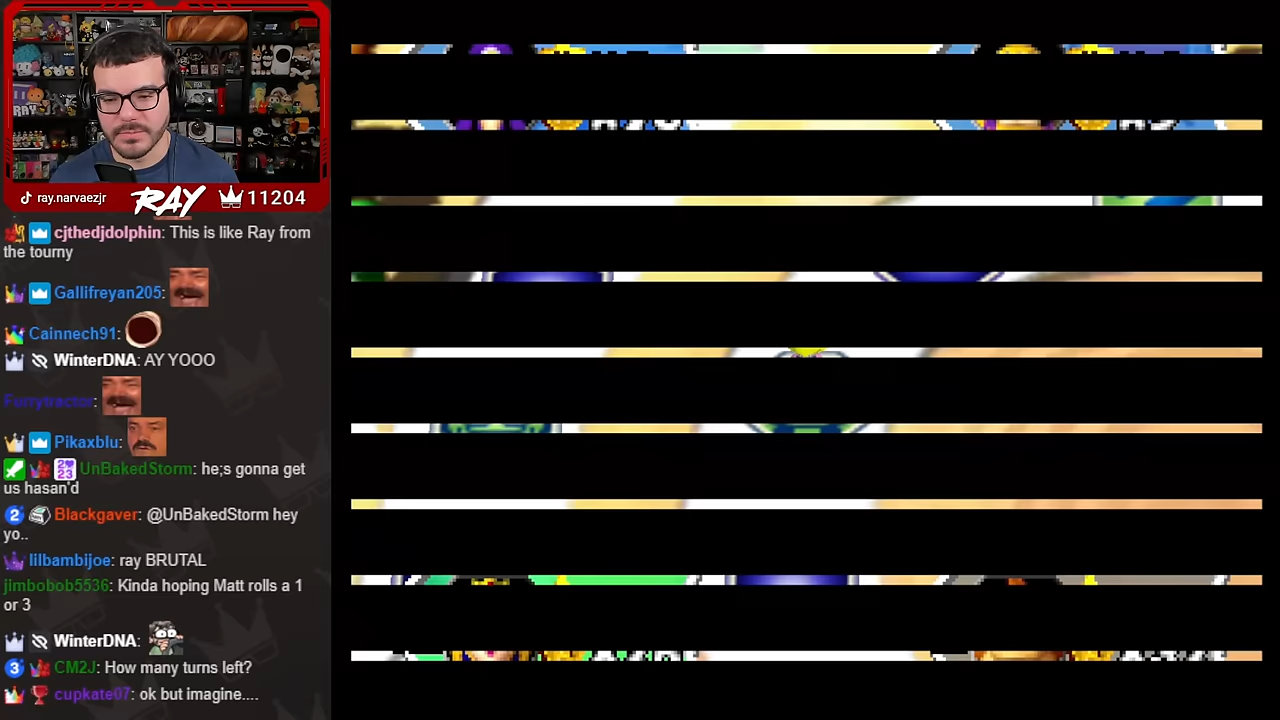 ray.narvaezjr
RAY
11204
cjthedjdolphin: This is like Ray from
the tourny
Gallifreyan205:
Cainnech91:
WinterDNA: AY YOOO
Furrytractor:
Pikaxblu:
UnBakedStorm: he;s gonna get
us hasan'd
2 Blackgaver: @UnBakedStorm hey
yo..
lilbambijoe: ray BRUTAL
jimbobob5536: Kinda hoping Matt rolls a 1
or 3
WinterDNA:
3 CM2J: How many turns left?
cupkate07: ok but imagine....